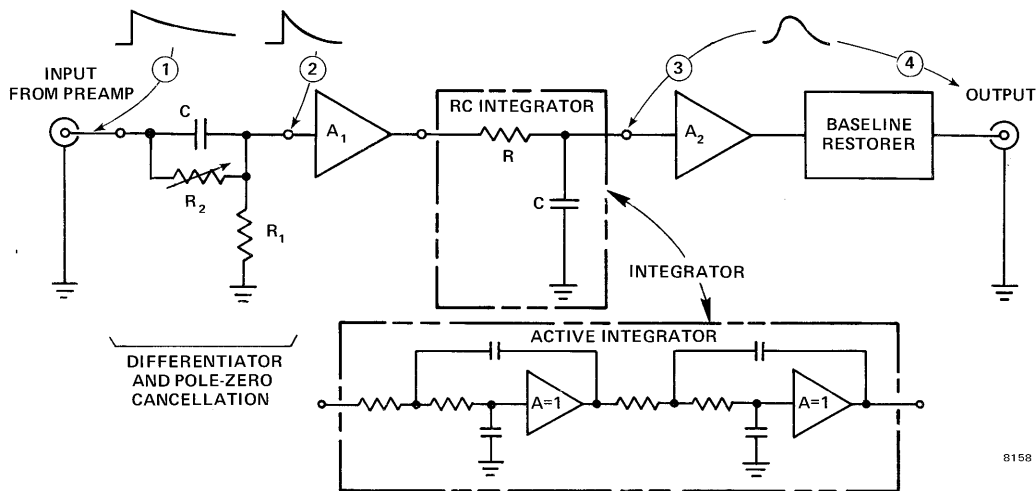 INPUT
FROM PREAMP
1
2
3
4
OUTPUT
C
R2
R1
A1
RC INTEGRATOR
R
C
A2
BASELINE
RESTORER
INTEGRATOR
DIFFERENTIATOR
AND POLE-ZERO
CANCELLATION
ACTIVE INTEGRATOR
A=1
A=1
8158